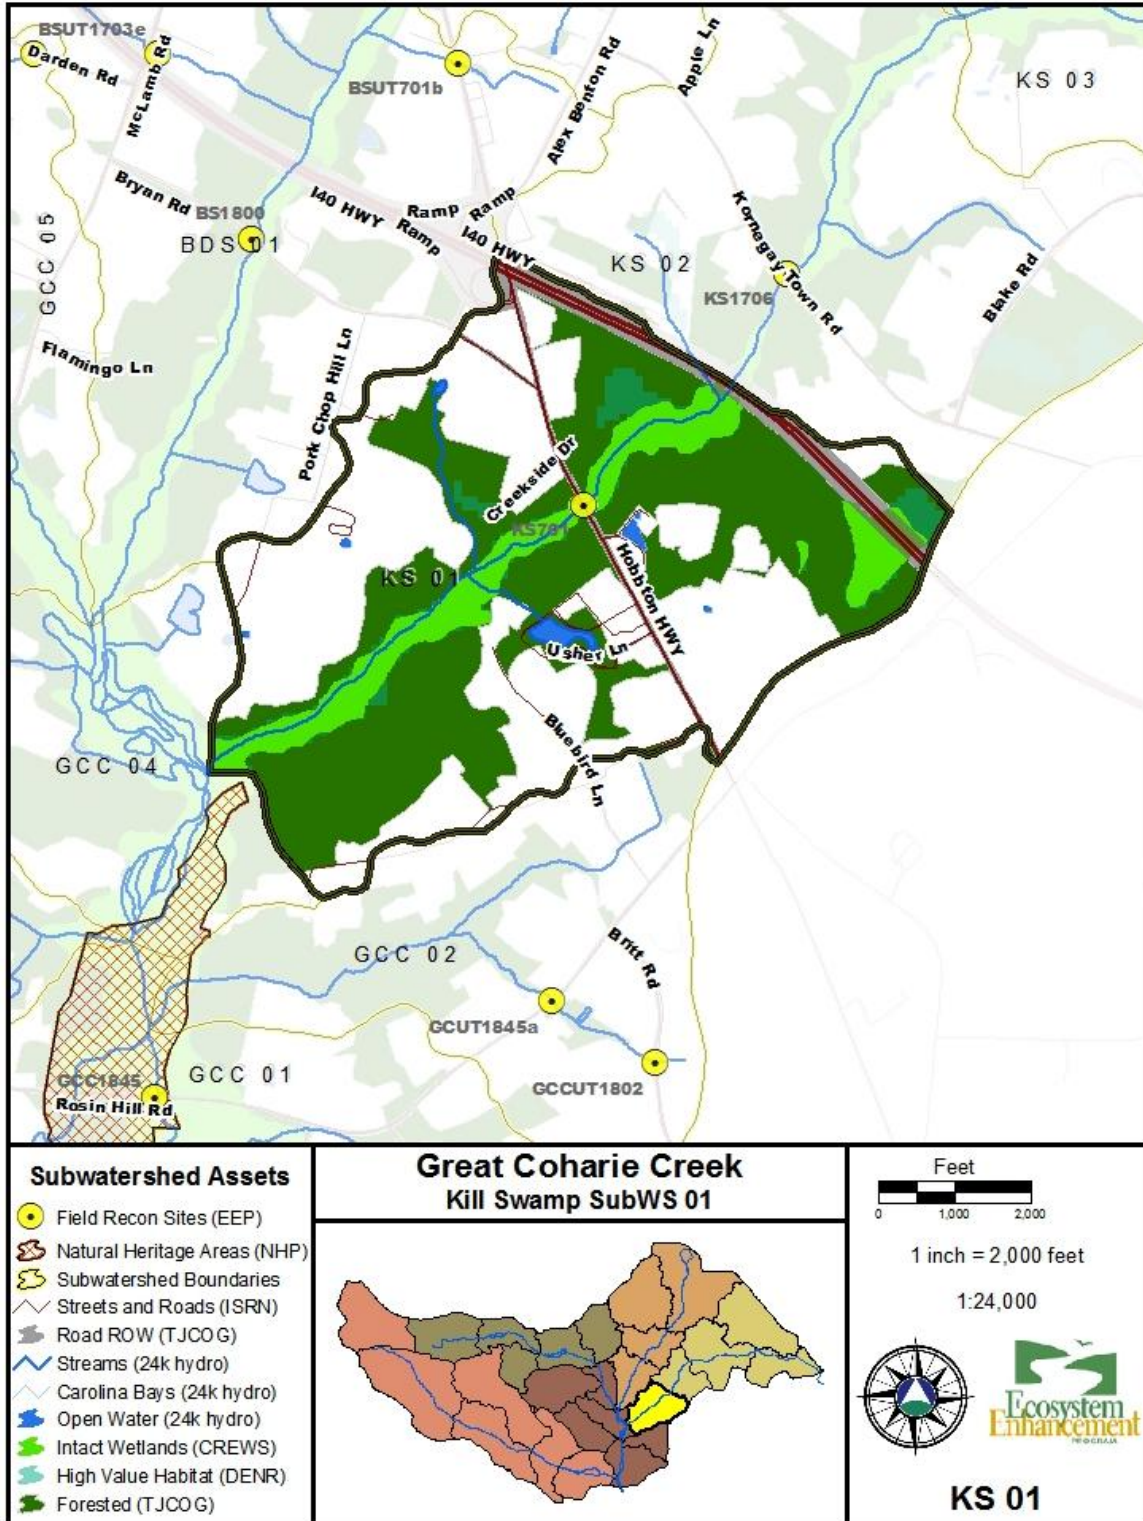 BSUT1703e
Darden Rd
McLamb Rd
BSUT701b
Alex Benton Rd
Apple Ln
KS 03
Bryan Rd
BS1800
BDS 01
I40 HWY
Ramp
Ramp
Ramp
I40 HWY
KS 02
Kornegay Town Rd
KS1706
Blake Rd
GCC 05
Flamingo Ln
Pork Chop Hill Ln
Creekside Dr
KS701
KS 01
Hobbton HWY
Usher Ln
Bluebird Ln
GCC 04
GCC 02
Britt Rd
GCUT1845a
GCCUT1802
GCC1845
GCC 01
Rosin Hill Rd
Subwatershed Assets
Field Recon Sites (EEP)
Natural Heritage Areas (NHP)
Subwatershed Boundaries
Streets and Roads (ISRN)
Road ROW (TJCOG)
Streams (24k hydro)
Carolina Bays (24k hydro)
Open Water (24k hydro)
Intact Wetlands (CREWS)
High Value Habitat (DENR)
Forested (TJCOG)
Great Coharie Creek
Kill Swamp SubWS 01
Feet
0 1,000 2,000
1 inch = 2,000 feet
1:24,000
Ecosystem
Enhancement
PROGRAM
KS 01